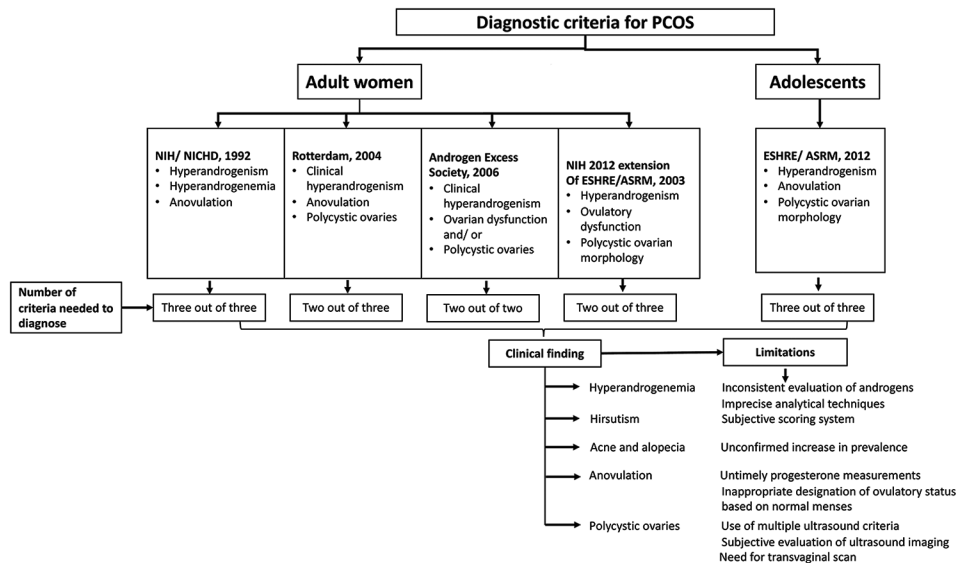 Diagnostic criteria for PCOS
Adult women
Adolescents
NIH/ NICHD, 1992
• Hyperandrogenism
• Hyperandrogenemia
• Anovulation
Rotterdam, 2004
• Clinical
hyperandrogenism
• Anovulation
• Polycystic ovaries
Androgen Excess
Society, 2006
• Clinical
hyperandrogenism
• Ovarian dysfunction
and/ or
• Polycystic ovaries
NIH 2012 extension
Of ESHRE/ASRM, 2003
• Hyperandrogenism
• Ovulatory
dysfunction
• Polycystic ovarian
morphology
ESHRE/ ASRM, 2012
• Hyperandrogenism
• Anovulation
• Polycystic ovarian
morphology
Number of
criteria needed to
diagnose
Three out of three
Two out of three
Two out of two
Two out of three
Three out of three
Clinical finding
Limitations
Hyperandrogenemia
Inconsistent evaluation of androgens
Imprecise analytical techniques
Hirsutism
Subjective scoring system
Acne and alopecia
Unconfirmed increase in prevalence
Anovulation
Untimely progesterone measurements
Inappropriate designation of ovulatory status
based on normal menses
Polycystic ovaries
Use of multiple ultrasound criteria
Subjective evaluation of ultrasound imaging
Need for transvaginal scan